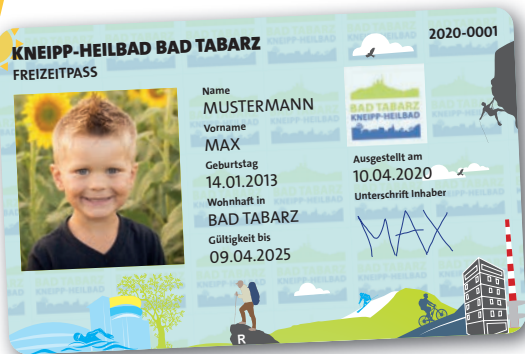 KNEIPP-HEILBAD BAD TABARZ
2020-0001
FREIZEITPASS
Name
MUSTERMANN
Vorname
MAX
Geburtstag
14.01.2013
Wohnhaft in
BAD TABARZ
Gültigkeit bis
09.04.2025
BAD TABARZ
KNEIPP-HEILBAD
Ausgestellt am
10.04.2020
Unterschrift Inhaber
MAX
R